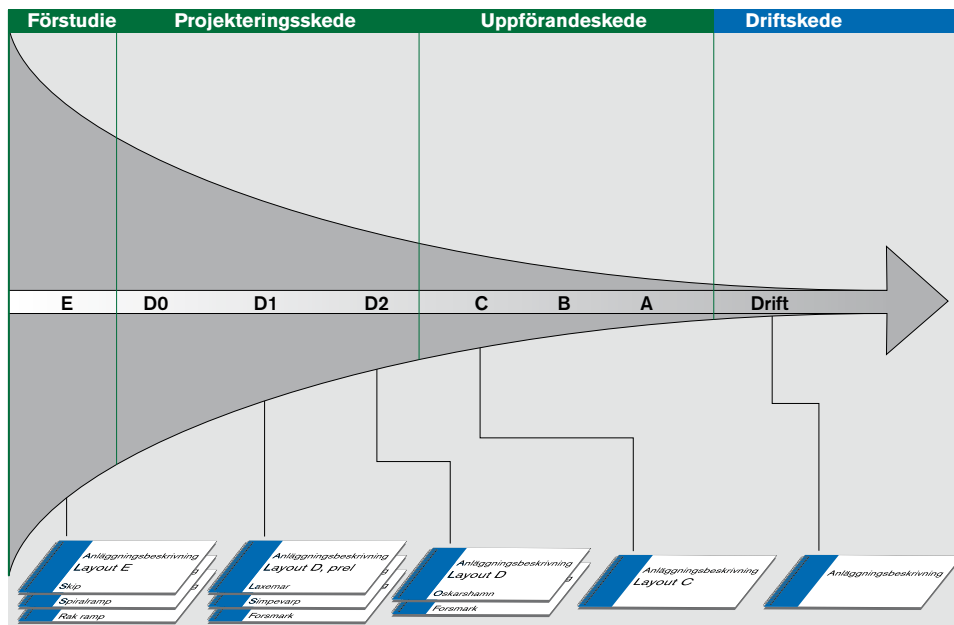 Förstudie
Projekteringsskede
Uppförandeskede
Driftskede
E
D0
D1
D2
C
B
A
Drift
Anläggningsbeskrivning
Layout E
Skip
Spiralramp
Rak ramp
Anläggningsbeskrivning
Layout D, prel
Laxemar
Simpevarp
Forsmark
Anläggningsbeskrivning
Layout D
Oskarshamn
Forsmark
Anläggningsbeskrivning
Layout C
Anläggningsbeskrivning